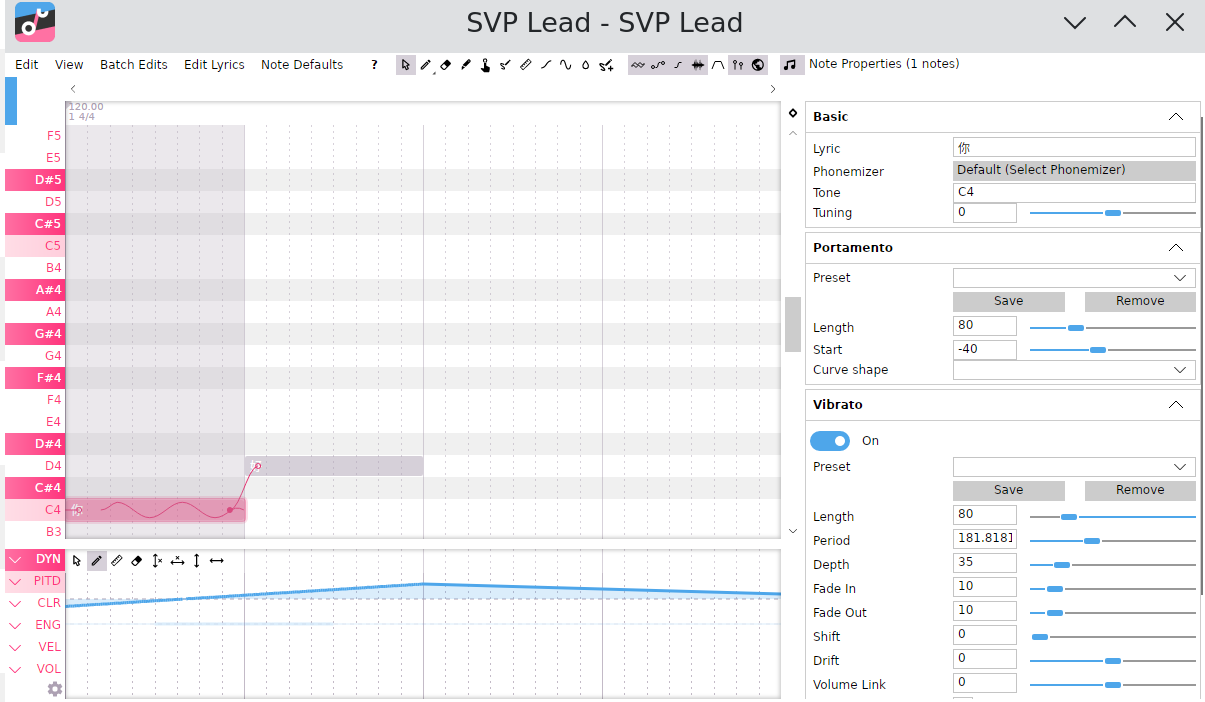 SVP Lead - SVP Lead
Edit View Batch Edits Edit Lyrics Note Defaults ? Note Properties (1 notes)
120.00
1 4/4
F5
E5
D#5
D5
C#5
C5
B4
A#4
A4
G#4
G4
F#4
F4
E4
D#4
D4
C#4
C4 你
B3
DYN
PITD
CLR
ENG
VEL
VOL
Basic
Lyric 你
Phonemizer Default (Select Phonemizer)
Tone C4
Tuning 0
Portamento
Preset
Save Remove
Length 80
Start -40
Curve shape
Vibrato
On
Preset
Save Remove
Length 80
Period 181.8181
Depth 35
Fade In 10
Fade Out 10
Shift 0
Drift 0
Volume Link 0